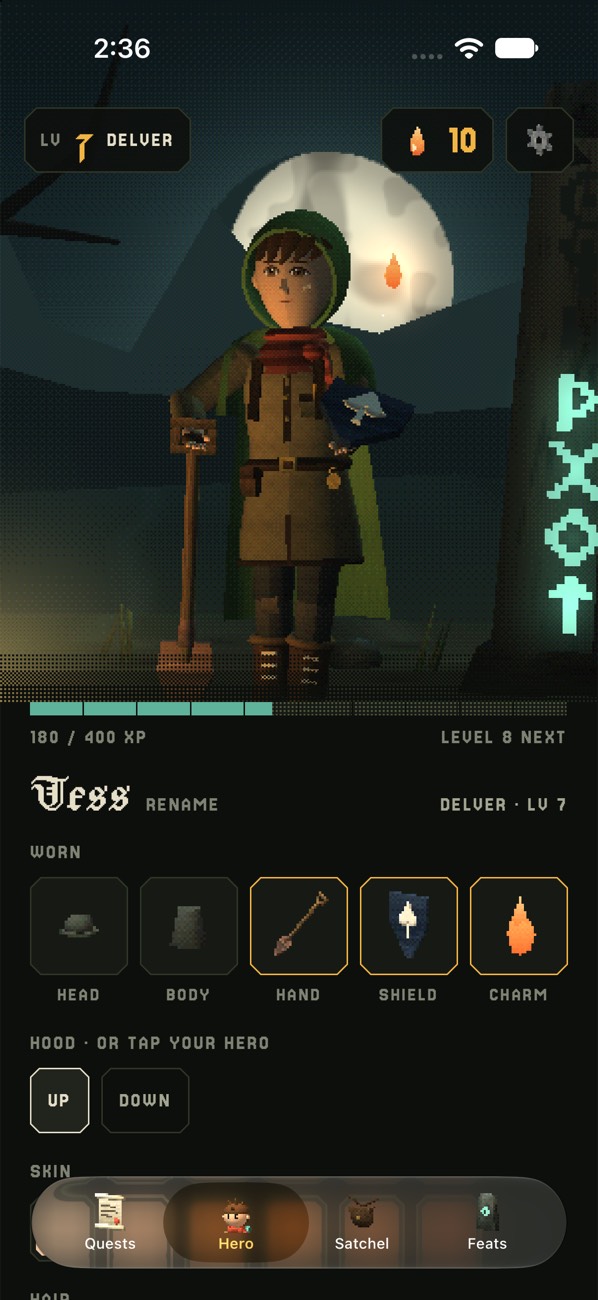 2:36
LV 7 DELVER
10
180 / 400 XP
LEVEL 8 NEXT
Vess RENAME
DELVER · LV 7
WORN
HEAD BODY HAND SHIELD CHARM
HOOD · OR TAP YOUR HERO
UP DOWN
SKIN
Quests Hero Satchel Feats